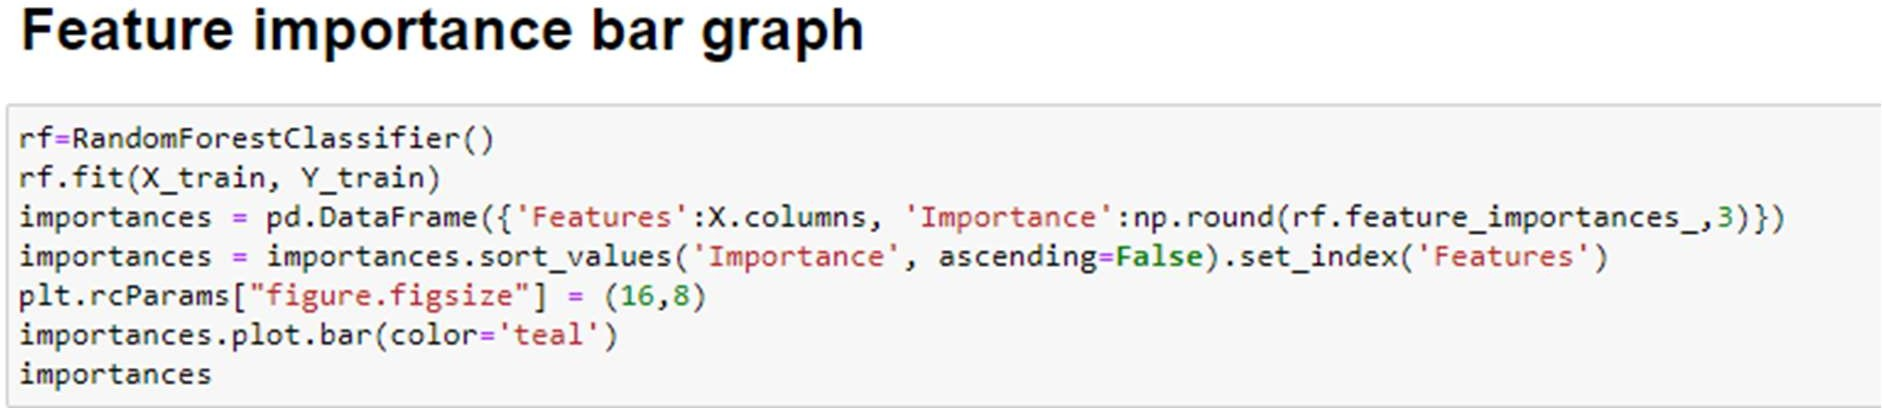 Feature importance bar graph
rf=RandomForestClassifier()
rf.fit(X_train, Y_train)
importances = pd.DataFrame({'Features':X.columns, 'Importance':np.round(rf.feature_importances_,3)})
importances = importances.sort_values('Importance', ascending=False).set_index('Features')
plt.rcParams["figure.figsize"] = (16,8)
importances.plot.bar(color='teal')
importances